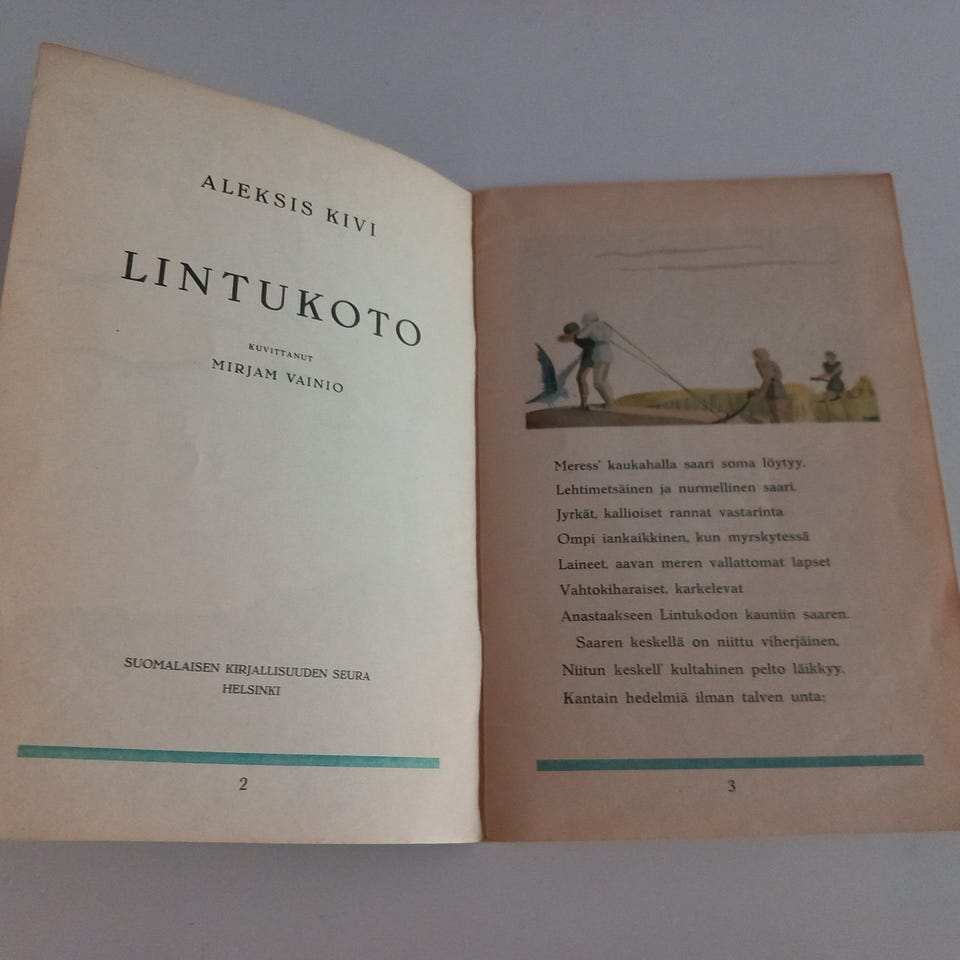 ALEKSIS KIVI
LINTUKOTO
KUVITTANUT
MIRJAM VAINIO
SUOMALAISEN KIRJALLISUUDEN SEURA
HELSINKI
2
Meress' kaukahalla saari soma löytyy,
Lehtimetsäinen ja nurmellinen saari.
Jyrkät, kallioiset rannat vastarinta
Ompi iankaikkinen, kun myrskytessä
Laineet, aavan meren vallattomat lapset
Vahtokiharaiset, karkelevat
Anastaakseen Lintukodon kauniin saaren.
Saaren keskellä on niittu viherjäinen,
Niitun keskell' kultahinen pelto läikkyy,
Kantain hedelmiä ilman talven unta;
3